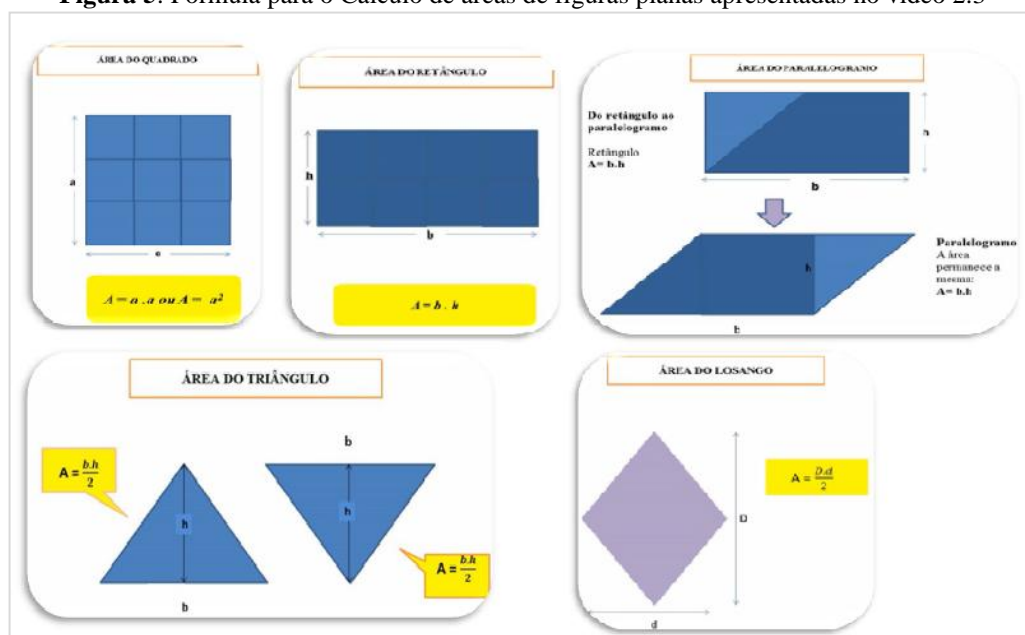 Figura 5: Fórmula para o Cálculo de áreas de figuras planas apresentadas no vídeo 2.3
ÁREA DO QUADRADO
a
a
A = a . a ou A = a²
ÁREA DO RETÂNGULO
h
b
A = b . h
ÁREA DO PARALELOGRAMO
Do retângulo ao
paralelogramo
Retângulo
A= b.h
h
b
h
b
Paralelogramo
A área
permanece a
mesma:
A= b.h
ÁREA DO TRIÂNGULO
A = b.h/2
h
b
b
h
A = b.h/2
ÁREA DO LOSANGO
D
d
A = D.d/2